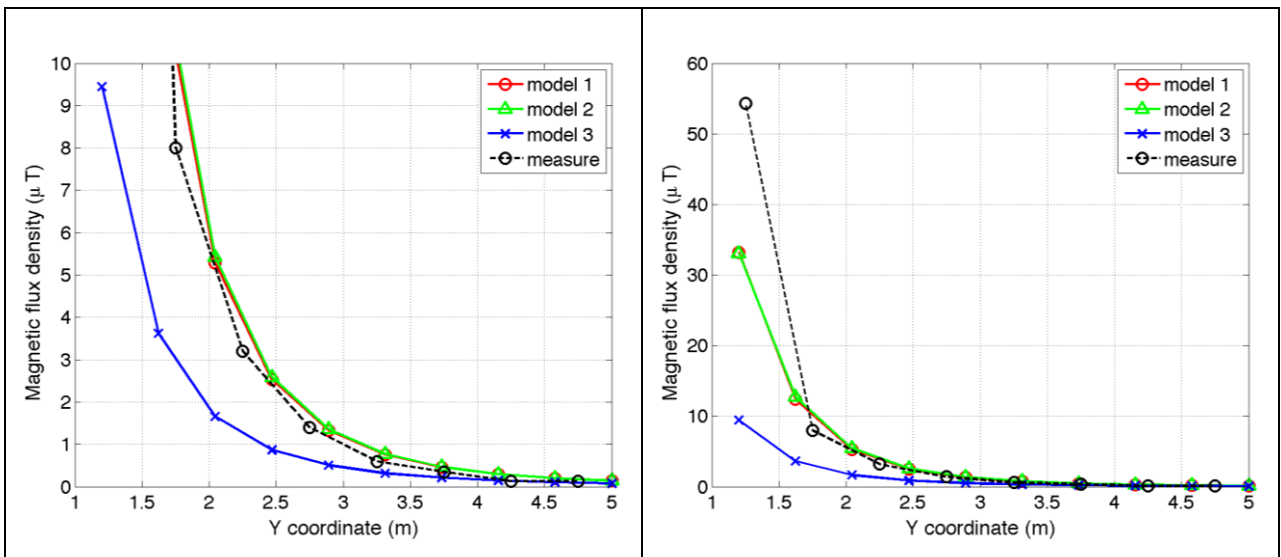 10
9
8
7
6
5
4
3
2
1
0
Magnetic flux density (μ T)
1 1.5 2 2.5 3 3.5 4 4.5 5
Y coordinate (m)
model 1
model 2
model 3
measure
60
50
40
30
20
10
0
Magnetic flux density (μ T)
1 1.5 2 2.5 3 3.5 4 4.5 5
Y coordinate (m)
model 1
model 2
model 3
measure